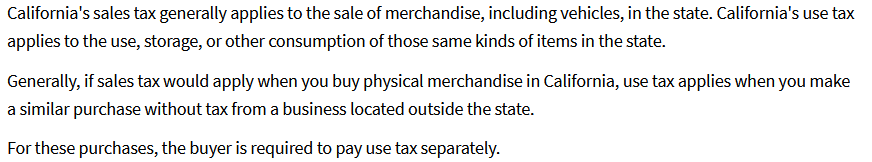 California's sales tax generally applies to the sale of merchandise, including vehicles, in the state. California's use tax
applies to the use, storage, or other consumption of those same kinds of items in the state.
Generally, if sales tax would apply when you buy physical merchandise in California, use tax applies when you make
a similar purchase without tax from a business located outside the state.
For these purchases, the buyer is required to pay use tax separately.